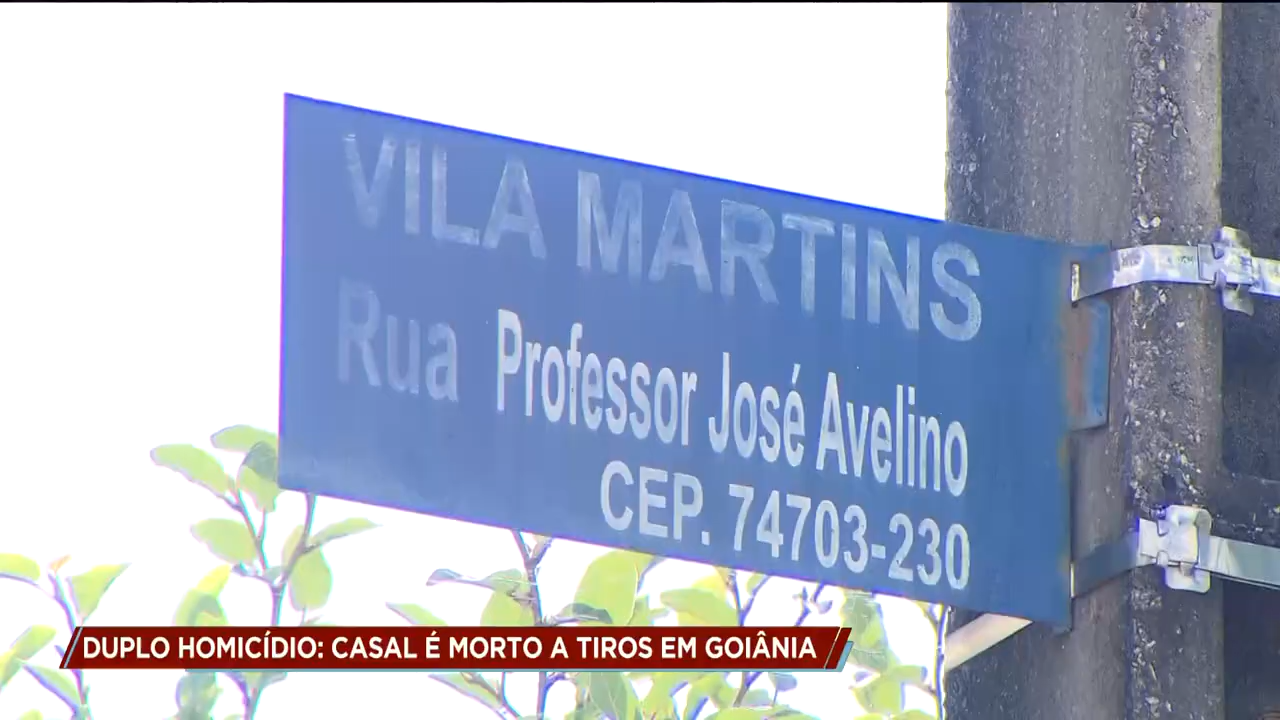 VILA MARTINS
Rua Professor José Avelino
CEP. 74703-230
DUPLO HOMICÍDIO: CASAL É MORTO A TIROS EM GOIÂNIA